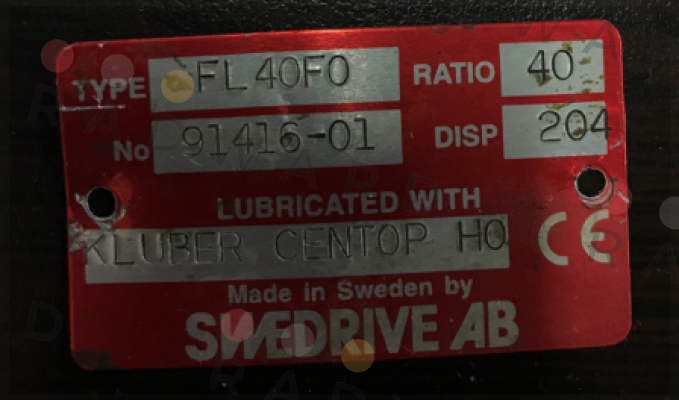 TYPE FL40F0 RATIO 40
No 91416-01 DISP 204
LUBRICATED WITH
KLUBER CENTOP HO
CE
Made in Sweden by
SWEDRIVE AB